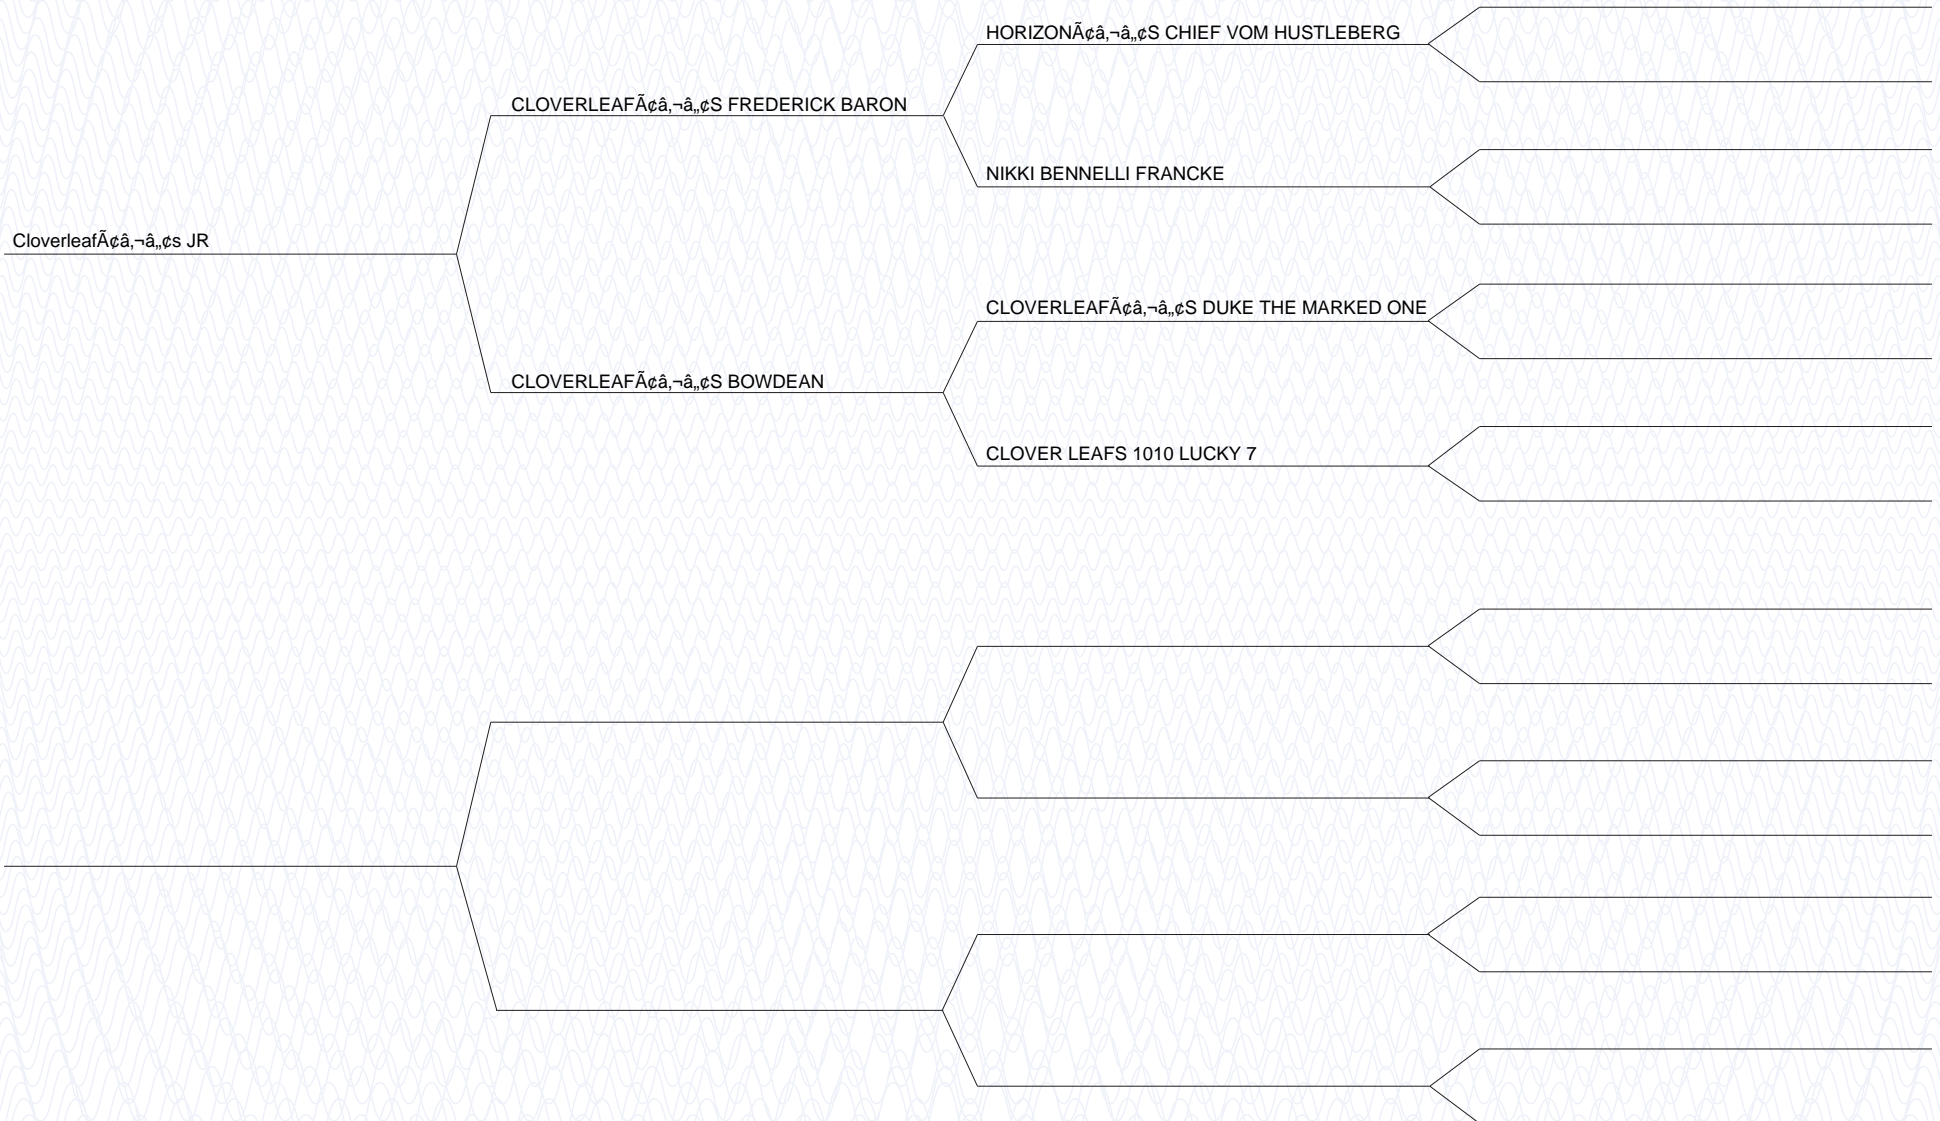 HORIZONÃ¢â‚¬â„¢S CHIEF VOM HUSTLEBERG
CLOVERLEAFÃ¢â‚¬â„¢S FREDERICK BARON
NIKKI BENNELLI FRANCKE
CloverleafÃ¢â‚¬â„¢s JR
CLOVERLEAFÃ¢â‚¬â„¢S DUKE THE MARKED ONE
CLOVERLEAFÃ¢â‚¬â„¢S BOWDEAN
CLOVER LEAFS 1010 LUCKY 7